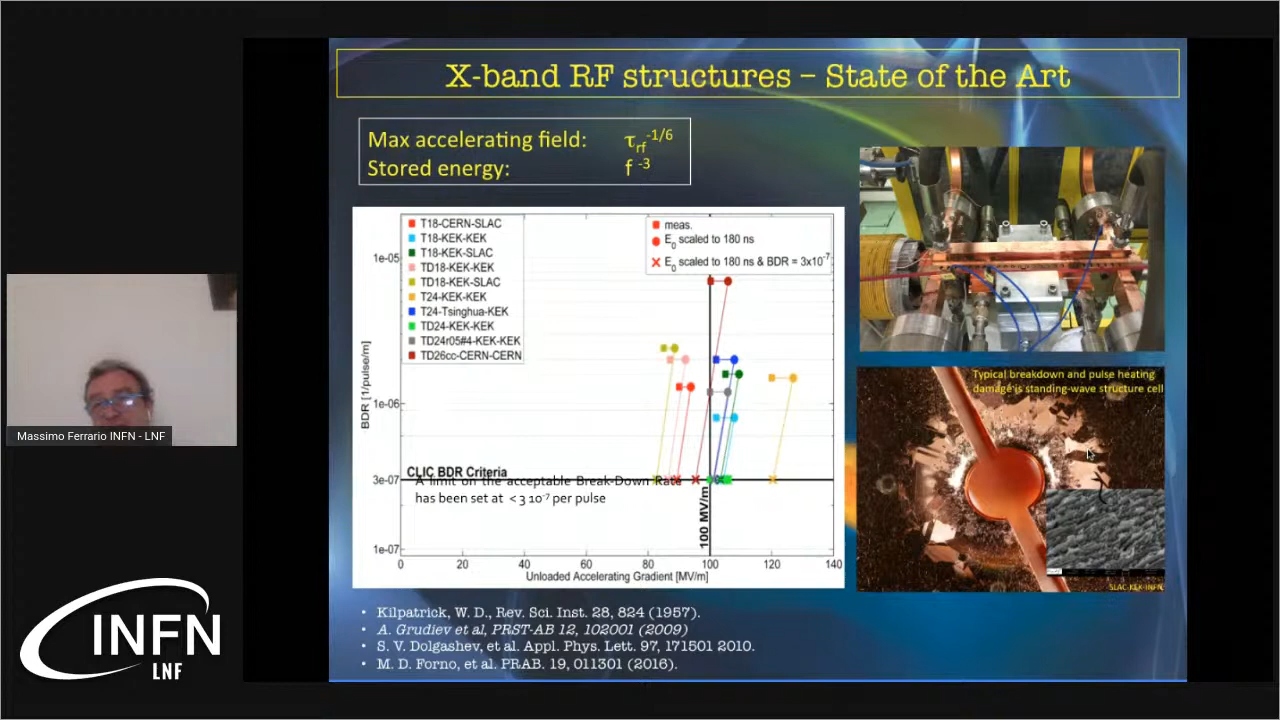 X-band RF structures – State of the Art
Max accelerating field: τrf-1/6
Stored energy: f -3
T18-CERN-SLAC
T18-KEK-KEK
T18-KEK-SLAC
TD18-KEK-KEK
TD18-KEK-SLAC
T24-KEK-KEK
T24-Tsinghua-KEK
TD24-KEK-KEK
TD24r05#4-KEK-KEK
TD26cc-CERN-CERN
meas.
E0 scaled to 180 ns
E0 scaled to 180 ns & BDR = 3x10-7
BDR [1/pulse/m]
1e-05
1e-06
3e-07
1e-07
CLIC BDR Criteria
A limit on the acceptable Break-Down Rate
has been set at < 3 10-7 per pulse
100 MV/m
0 20 40 60 80 100 120 140
Unloaded Accelerating Gradient [MV/m]
Typical breakdown and pulse heating
damage is standing-wave structure cell
SLAC-KEK-INFN
• Kilpatrick, W. D., Rev. Sci. Inst. 28, 824 (1957).
• A. Grudiev et al, PRST-AB 12, 102001 (2009)
• S. V. Dolgashev, et al. Appl. Phys. Lett. 97, 171501 2010.
• M. D. Forno, et al. PRAB. 19, 011301 (2016).
Massimo Ferrario INFN - LNF
INFN
LNF